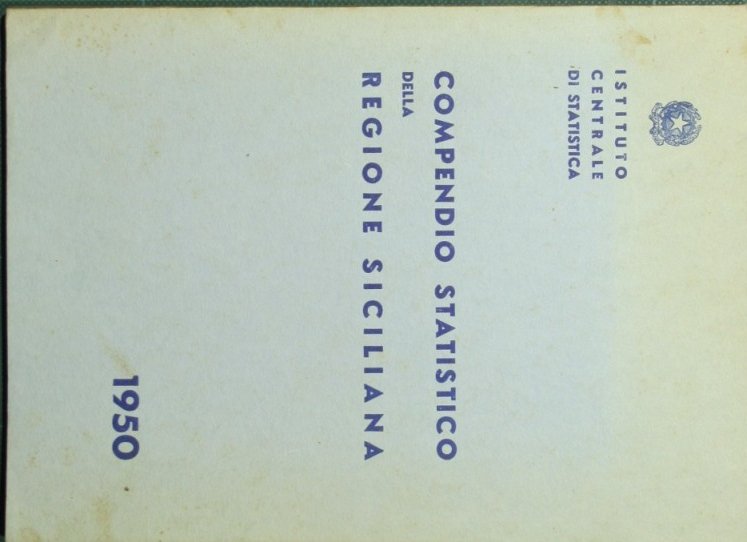 ISTITUTO
CENTRALE
DI STATISTICA
COMPENDIO STATISTICO
DELLA
REGIONE SICILIANA
1950